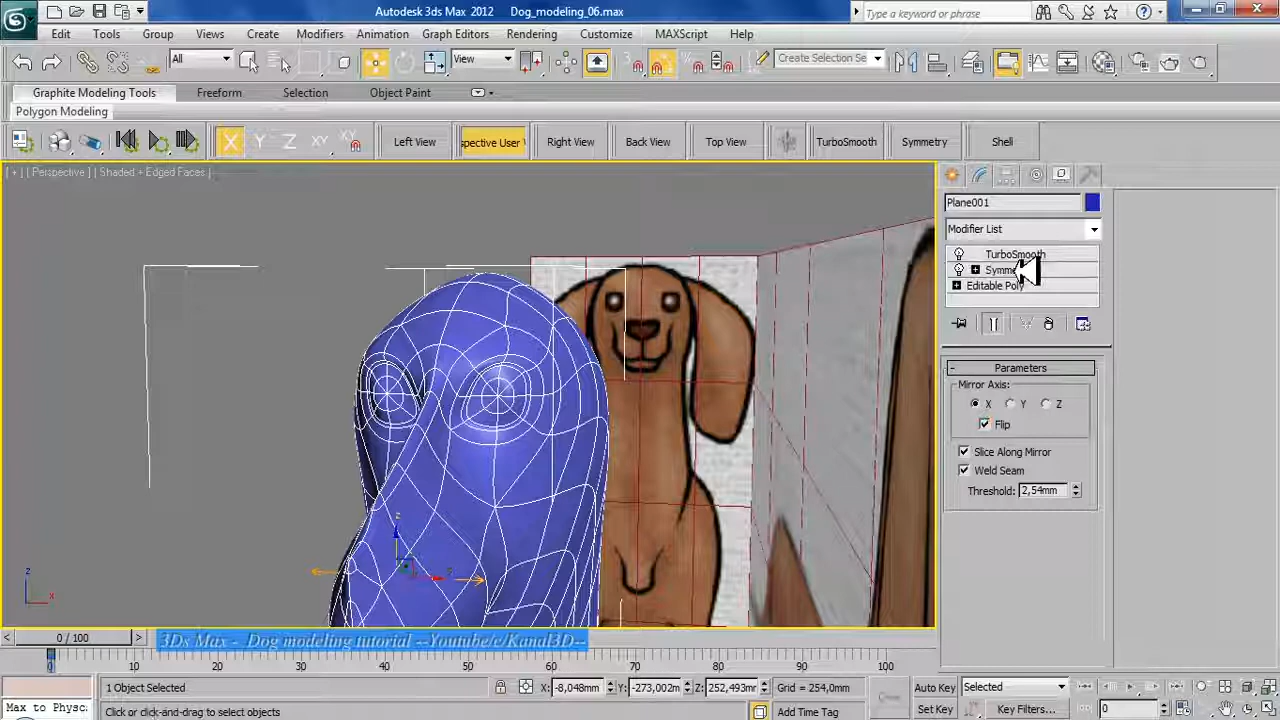 Autodesk 3ds Max 2012 Dog_modeling_06.max
Type a keyword or phrase
Edit Tools Group Views Create Modifiers Animation Graph Editors Rendering Customize MAXScript Help
All View Create Selection Se
Graphite Modeling Tools Freeform Selection Object Paint
Polygon Modeling
X Y Z XY XY Left View spective User V Right View Back View Top View TurboSmooth Symmetry Shell
[ + ] [ Perspective ] [ Shaded + Edged Faces ]
Plane001
Modifier List
TurboSmooth
Symme
Editable Poly
Parameters
Mirror Axis:
X Y Z
Flip
Slice Along Mirror
Weld Seam
Threshold: 2,54mm
z
z
x
0 / 100
3Ds Max - Dog modeling tutorial --Youtube/c/Kanal3D--
0 10 20 30 40 50 60 70 80 90 100
1 Object Selected X: -8,048mm Y: -273,002m Z: 252,493mr Grid = 254,0mm Auto Key Selected
Max to Physc. Click or click-and-drag to select objects Add Time Tag Set Key Key Filters... 0